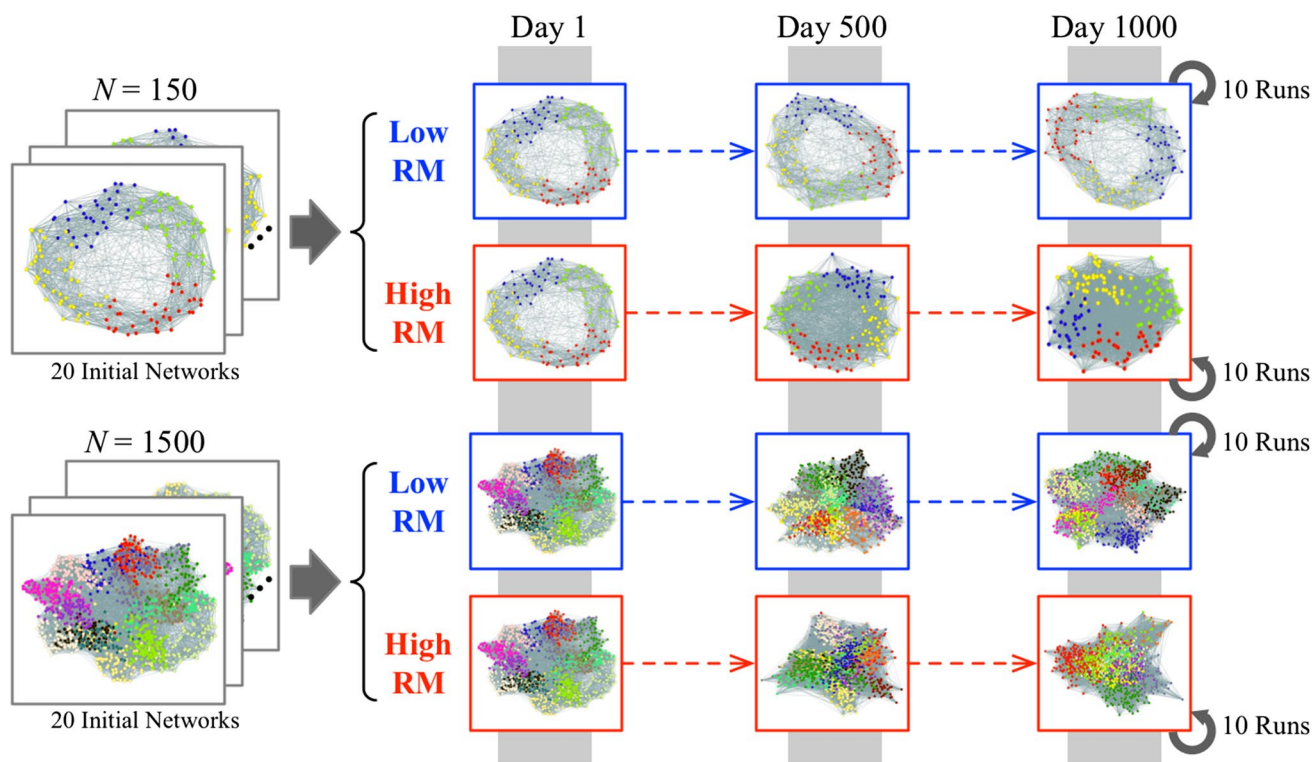 Day 1
Day 500
Day 1000
N = 150
20 Initial Networks
Low
RM
10 Runs
High
RM
10 Runs
N = 1500
20 Initial Networks
Low
RM
10 Runs
High
RM
10 Runs